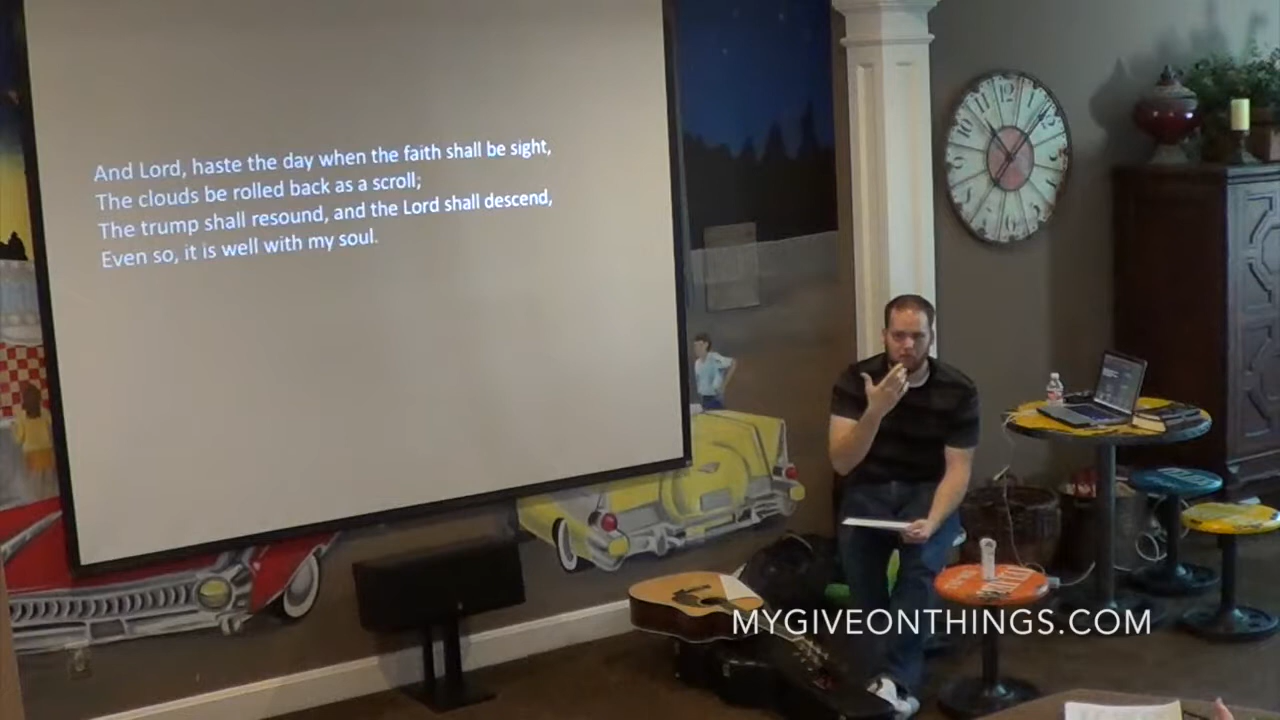 And Lord, haste the day when the faith shall be sight,
The clouds be rolled back as a scroll;
The trump shall resound, and the Lord shall descend,
Even so, it is well with my soul.
MYGIVEONTHINGS.COM